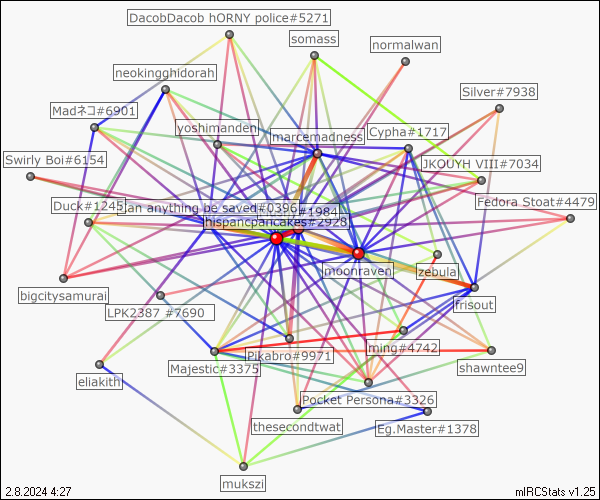 DacobDacob hORNY police#5271
somass
normalwan
neokingghidorah
Silver#7938
Madネコ#6901
yoshimanden
marcemadness
Cypha#1717
Swirly Boi#6154
JKOUYH VIII#7034
Fedora Stoat#4479
Duck#1245
an anything be saved#0396
#1984
hispancpancakes#2928
moonraven
zebula
bigcitysamurai
LPK2387 #7690
frisout
ming#4742
Pikabro#9971
Majestic#3375
shawntee9
eliakith
Pocket Persona#3326
thesecondtwat
Eg.Master#1378
mukszi
2.8.2024 4:27
mIRCStats v1.25